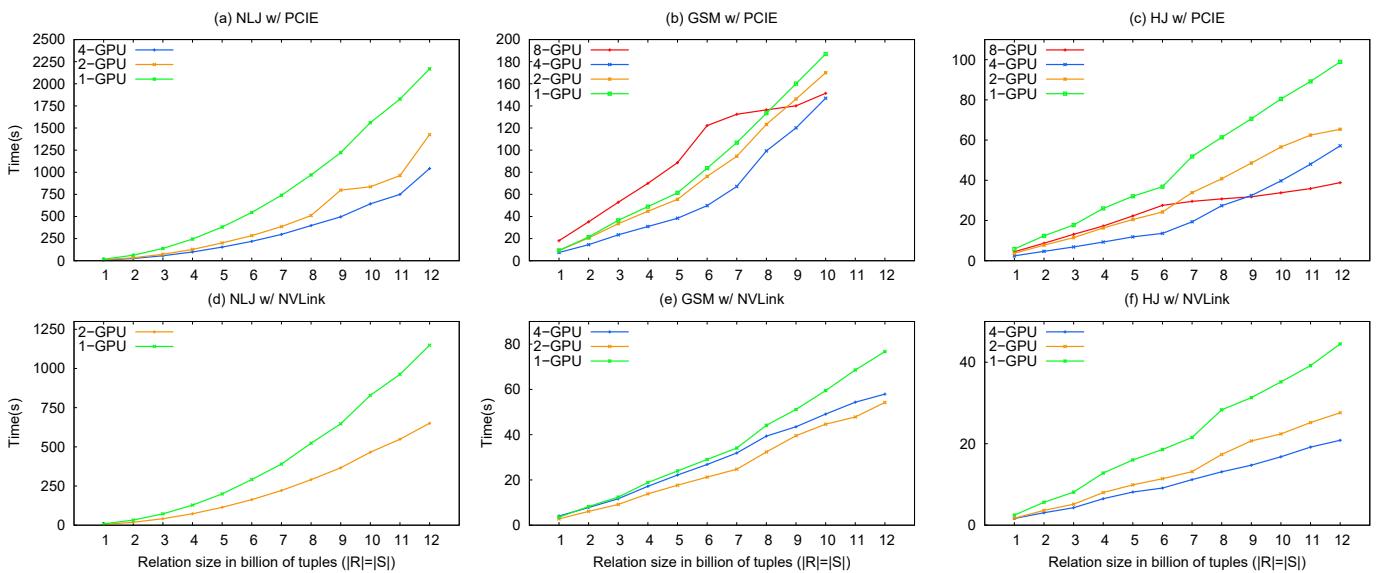 (a) NLJ w/ PCIE
Time(s)
2500
2250
2000
1750
1500
1250
1000
750
500
250
0
4−GPU
2−GPU
1−GPU
1 2 3 4 5 6 7 8 9 10 11 12
(b) GSM w/ PCIE
200
180
160
140
120
100
80
60
40
20
0
8−GPU
4−GPU
2−GPU
1−GPU
1 2 3 4 5 6 7 8 9 10
(c) HJ w/ PCIE
100
80
60
40
20
0
8−GPU
4−GPU
2−GPU
1−GPU
1 2 3 4 5 6 7 8 9 10 11 12
(d) NLJ w/ NVLink
Time(s)
1250
1000
750
500
250
0
2−GPU
1−GPU
1 2 3 4 5 6 7 8 9 10 11 12
Relation size in billion of tuples (|R|=|S|)
(e) GSM w/ NVLink
Time(s)
80
60
40
20
0
4−GPU
2−GPU
1−GPU
1 2 3 4 5 6 7 8 9 10 11 12
Relation size in billion of tuples (|R|=|S|)
(f) HJ w/ NVLink
40
20
0
4−GPU
2−GPU
1−GPU
1 2 3 4 5 6 7 8 9 10 11 12
Relation size in billion of tuples (|R|=|S|)